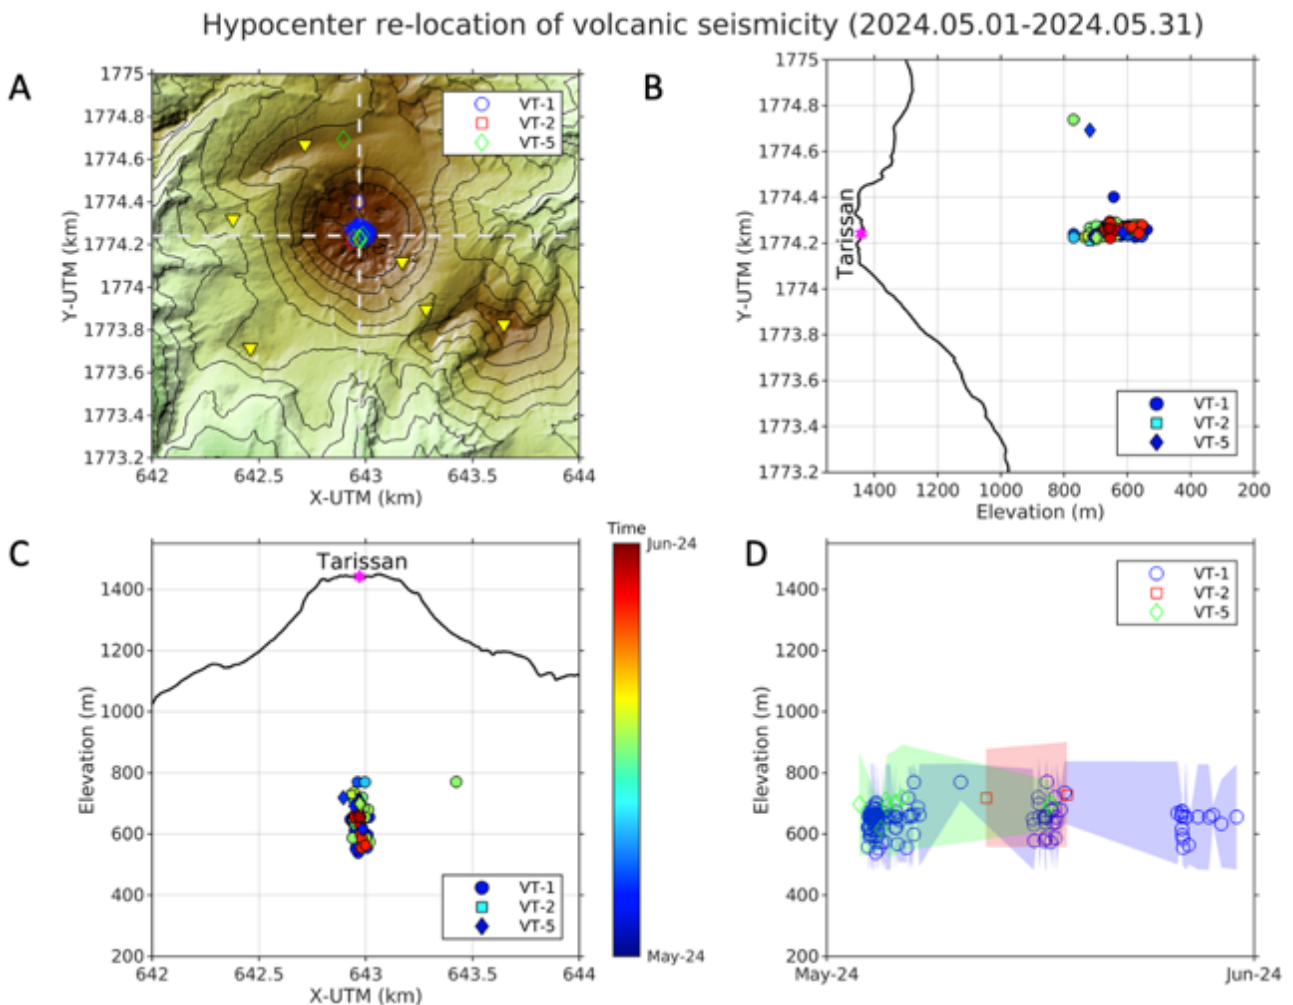 Hypocenter re-location of volcanic seismicity (2024.05.01-2024.05.31)
A
1775
1774.8
1774.6
1774.4
1774.2
1774
1773.8
1773.6
1773.4
1773.2
Y-UTM (km)
642
642.5
643
643.5
644
X-UTM (km)
VT-1
VT-2
VT-5
B
1775
1774.8
1774.6
1774.4
1774.2
1774
1773.8
1773.6
1773.4
1773.2
Y-UTM (km)
Tarissan
1400
1200
1000
800
600
400
200
Elevation (m)
VT-1
VT-2
VT-5
C
Tarissan
1400
1200
1000
800
600
400
200
Elevation (m)
642
642.5
643
643.5
644
X-UTM (km)
VT-1
VT-2
VT-5
Time
Jun-24
May-24
D
1400
1200
1000
800
600
400
200
Elevation (m)
May-24
Jun-24
VT-1
VT-2
VT-5